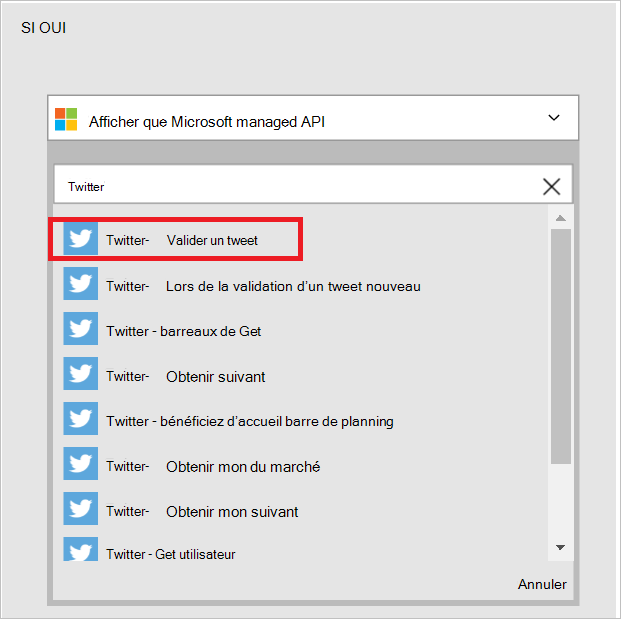 SI OUI
Afficher que Microsoft managed API
Twitter
Twitter- Valider un tweet
Twitter- Lors de la validation d'un tweet nouveau
Twitter - barreaux de Get
Twitter- Obtenir suivant
Twitter - bénéficiez d'accueil barre de planning
Twitter- Obtenir mon du marché
Twitter- Obtenir mon suivant
Twitter - Get utilisateur
Annuler